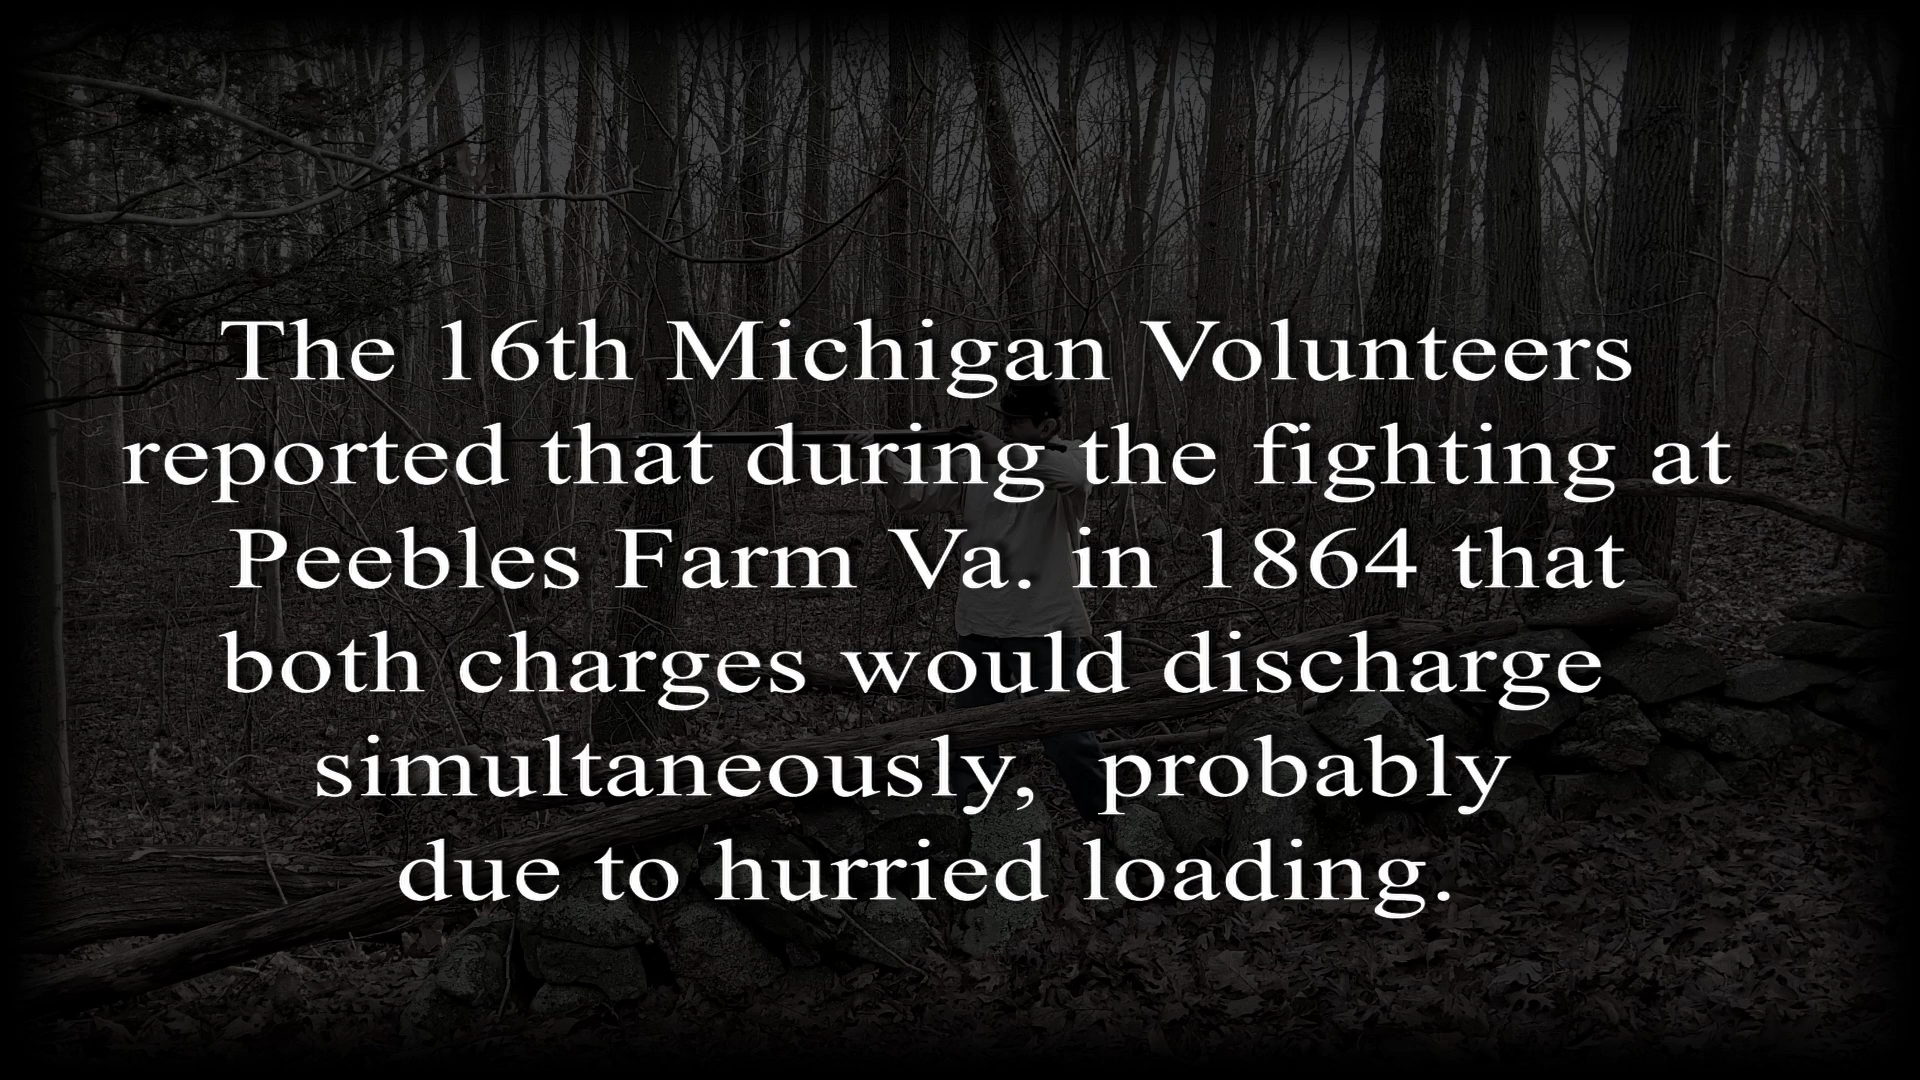 The 16th Michigan Volunteers
reported that during the fighting at
Peebles Farm Va. in 1864 that
both charges would discharge
simultaneously,  probably
due to hurried loading.